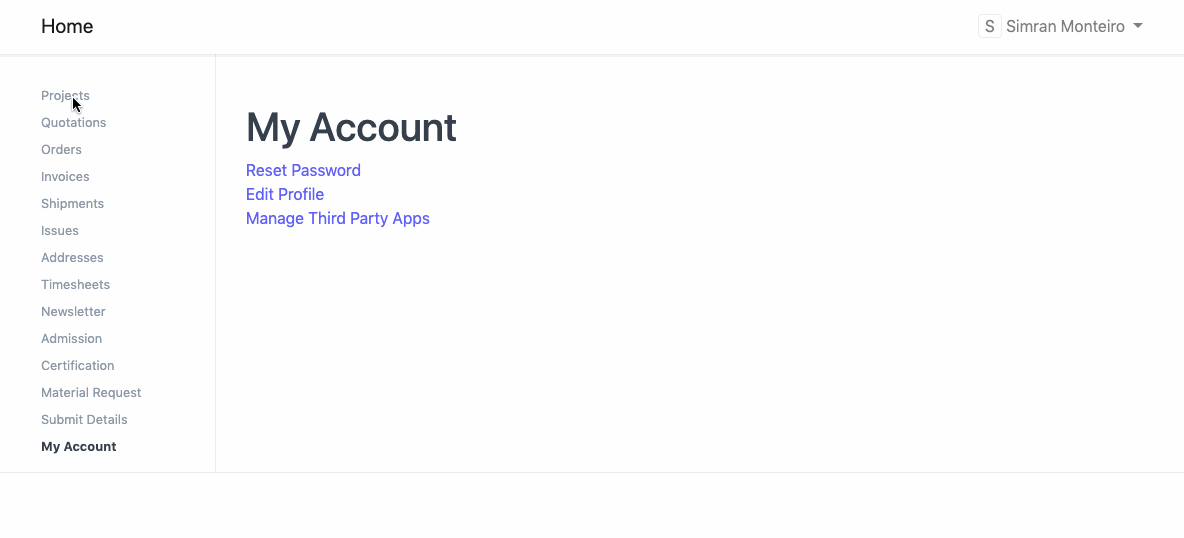 Home
S Simran Monteiro
Projects
Quotations
Orders
Invoices
Shipments
Issues
Addresses
Timesheets
Newsletter
Admission
Certification
Material Request
Submit Details
My Account
My Account
Reset Password
Edit Profile
Manage Third Party Apps